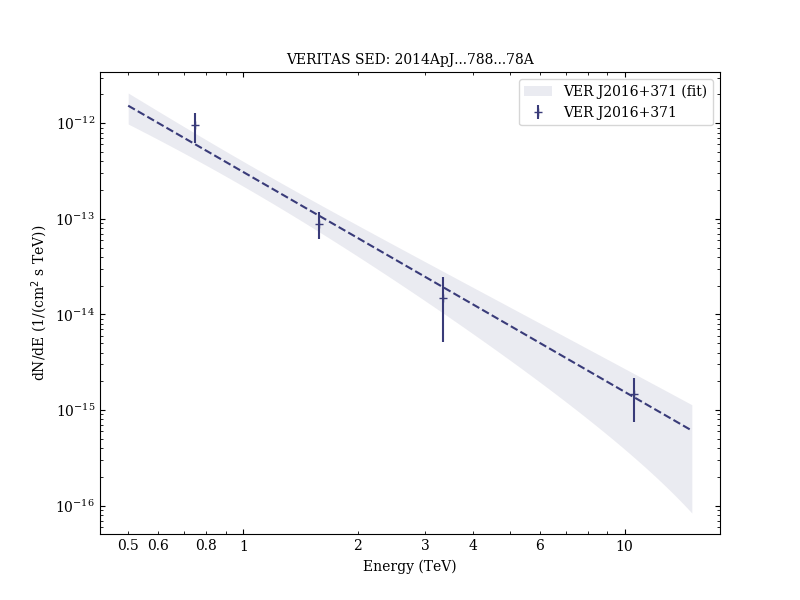 VERITAS SED: 2014ApJ...788...78A
VER J2016+371 (fit)
VER J2016+371
dN/dE (1/(cm² s TeV))
10⁻¹²
10⁻¹³
10⁻¹⁴
10⁻¹⁵
10⁻¹⁶
0.5 0.6 0.8 1 2 3 4 6 10
Energy (TeV)